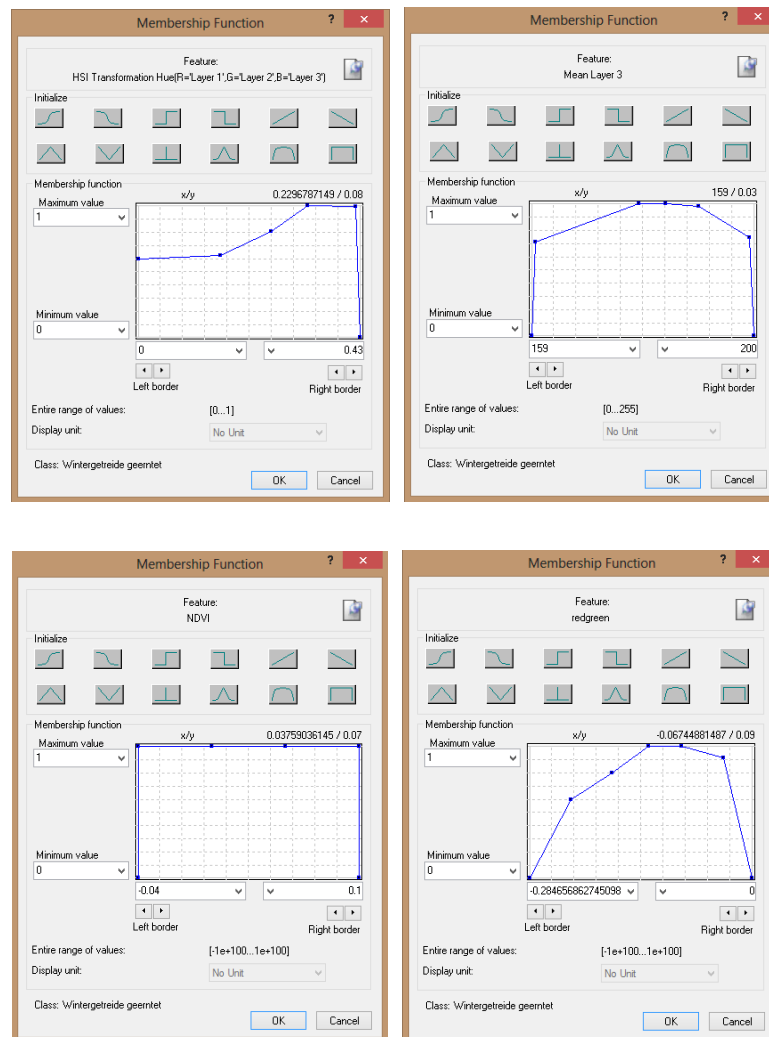 Membership Function ? ×
Feature:
HSI Transformation Hue(R='Layer 1',G='Layer 2',B='Layer 3')
Initialize
Membership function
Maximum value
x/y
0.2296787149 / 0.08
1
Minimum value
0
0
0.43
Left border
Right border
Entire range of values:
[0...1]
Display unit:
No Unit
Class: Wintergetreide geerntet
OK
Cancel
Membership Function ? ×
Feature:
Mean Layer 3
Initialize
Membership function
Maximum value
x/y
159 / 0.03
1
Minimum value
0
159
200
Left border
Right border
Entire range of values:
[0...255]
Display unit:
No Unit
Class: Wintergetreide geerntet
OK
Cancel
Membership Function ? ×
Feature:
NDVI
Initialize
Membership function
Maximum value
x/y
0.03759036145 / 0.07
1
Minimum value
0
-0.04
0.1
Left border
Right border
Entire range of values:
[-1e+100...1e+100]
Display unit:
No Unit
Class: Wintergetreide geerntet
OK
Cancel
Membership Function ? ×
Feature:
redgreen
Initialize
Membership function
Maximum value
x/y
-0.06744881487 / 0.09
1
Minimum value
0
-0.284656862745098
0
Left border
Right border
Entire range of values:
[-1e+100...1e+100]
Display unit:
No Unit
Class: Wintergetreide geerntet
OK
Cancel